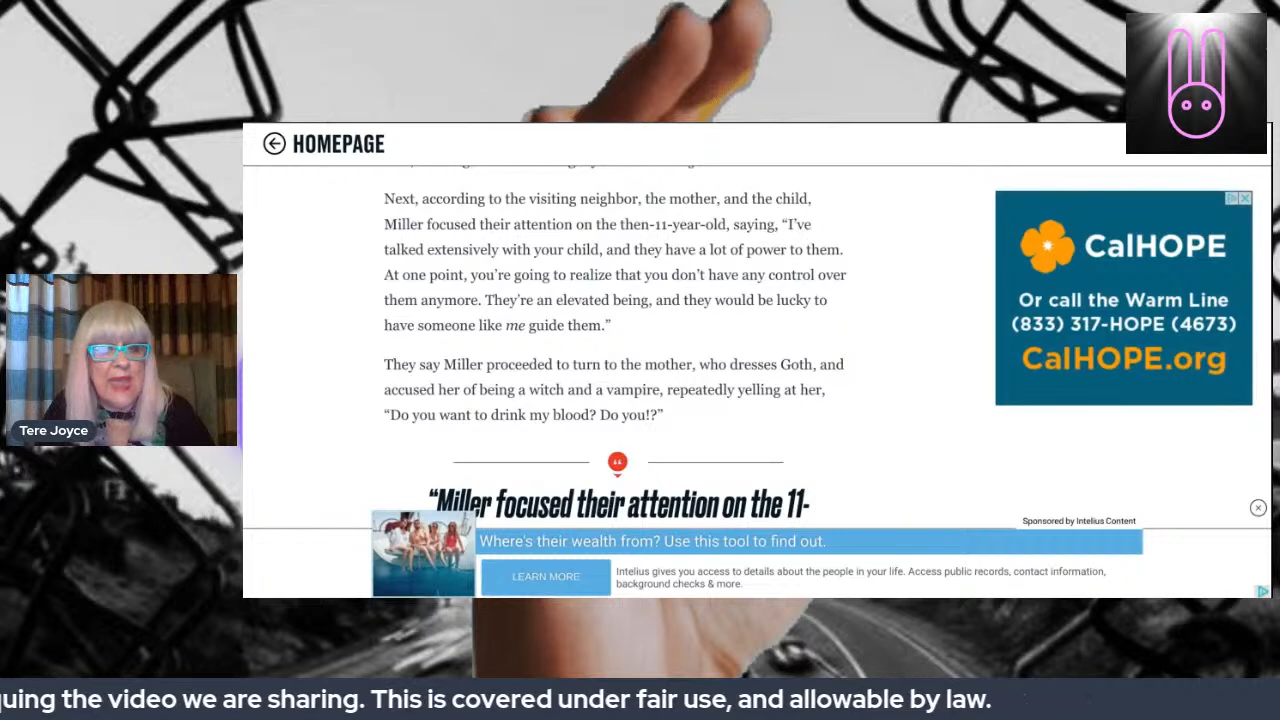 HOMEPAGE
Next, according to the visiting neighbor, the mother, and the child,
Miller focused their attention on the then-11-year-old, saying, “I’ve
talked extensively with your child, and they have a lot of power to them.
At one point, you’re going to realize that you don’t have any control over
them anymore. They’re an elevated being, and they would be lucky to
have someone like me guide them.”
They say Miller proceeded to turn to the mother, who dresses Goth, and
accused her of being a witch and a vampire, repeatedly yelling at her,
“Do you want to drink my blood? Do you!?”
“Miller focused their attention on the 11-
CalHOPE
Or call the Warm Line
(833) 317-HOPE (4673)
CalHOPE.org
Tere Joyce
Sponsored by Intelius Content
Where's their wealth from? Use this tool to find out.
LEARN MORE
Intelius gives you access to details about the people in your life. Access public records, contact information,
background checks & more.
quing the video we are sharing. This is covered under fair use, and allowable by law.